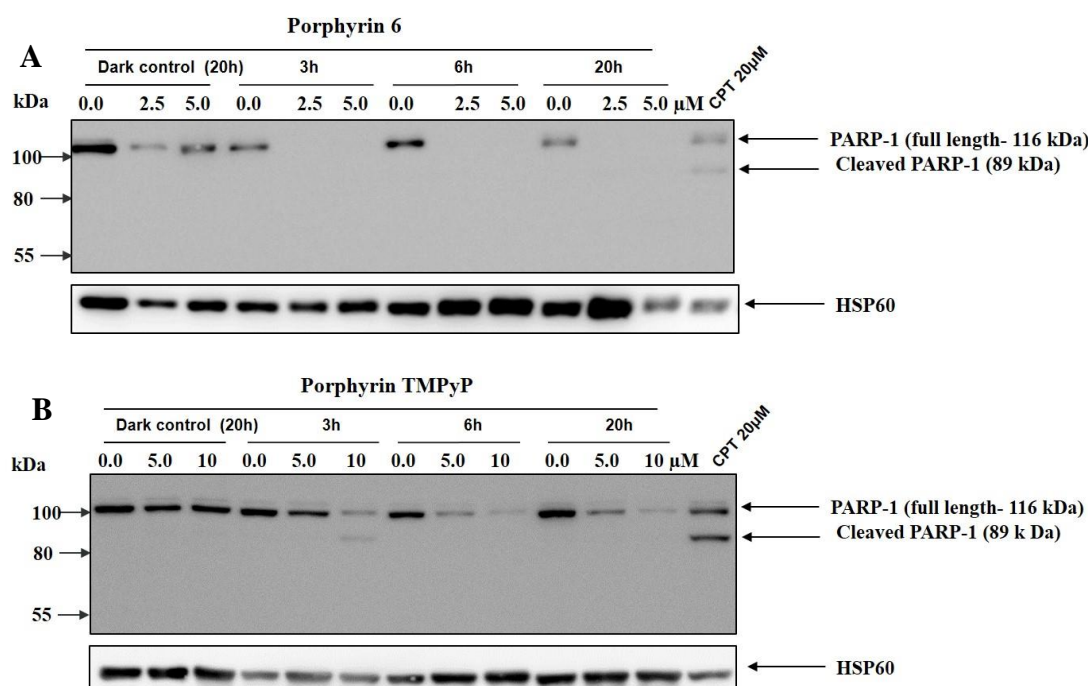 Porphyrin 6
A
Dark control (20h) 3h 6h 20h
CPT 20µM
kDa 0.0 2.5 5.0 0.0 2.5 5.0 0.0 2.5 5.0 0.0 2.5 5.0 µM
PARP-1 (full length- 116 kDa)
100
Cleaved PARP-1 (89 kDa)
80
55
HSP60
Porphyrin TMPyP
B
Dark control (20h) 3h 6h 20h
CPT 20µM
kDa 0.0 5.0 10 0.0 5.0 10 0.0 5.0 10 0.0 5.0 10 µM
PARP-1 (full length- 116 kDa)
100
Cleaved PARP-1 (89 k Da)
80
55
HSP60